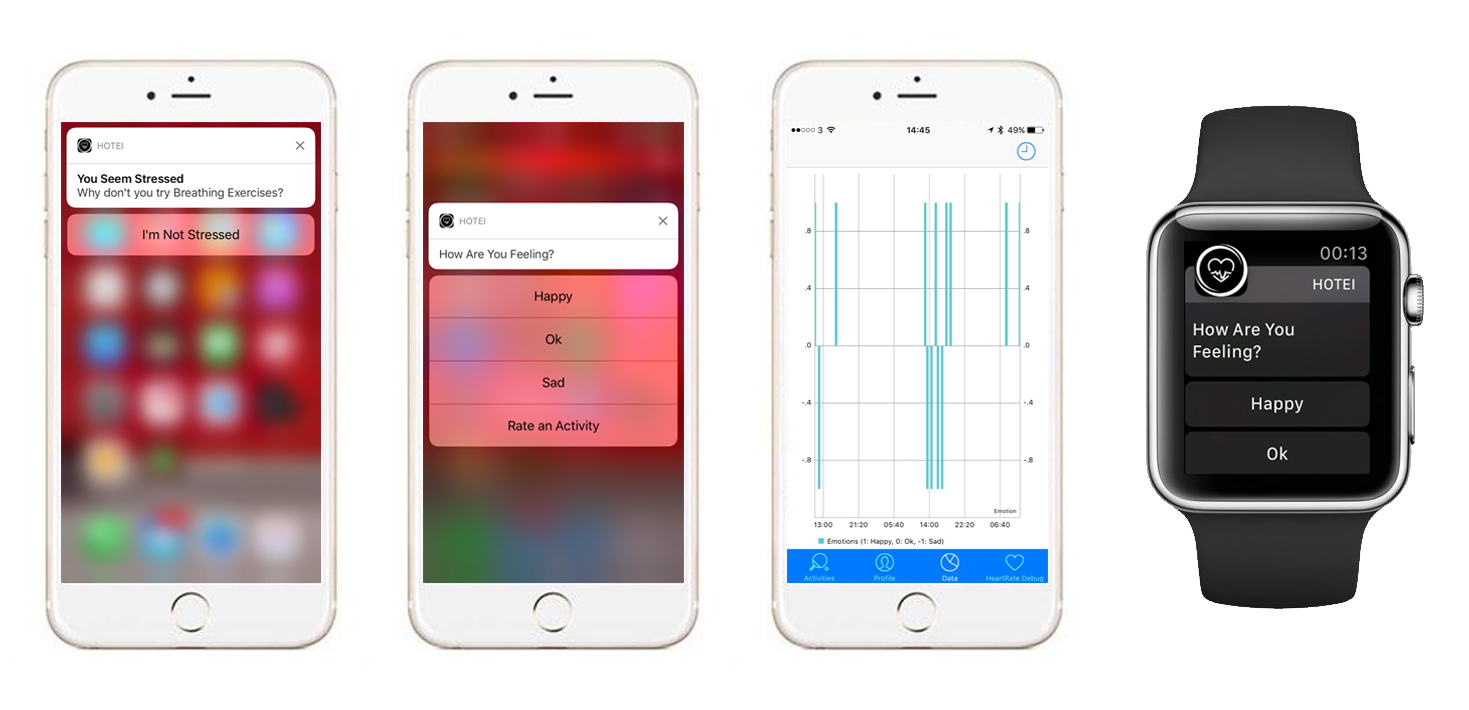 HOTEI
You Seem Stressed
Why don't you try Breathing Exercises?
I'm Not Stressed
HOTEI
How Are You Feeling?
Happy
Ok
Sad
Rate an Activity
3 14:45 49%
.8 .8
.4 .4
.0 .0
-.4 -.4
-.8 -.8
Emotion
13:00 21:20 05:40 14:00 22:20 06:40
Emotions (1: Happy, 0: Ok, -1: Sad)
Activities Profile Data HeartRate Debug
00:13
HOTEI
How Are You
Feeling?
Happy
Ok